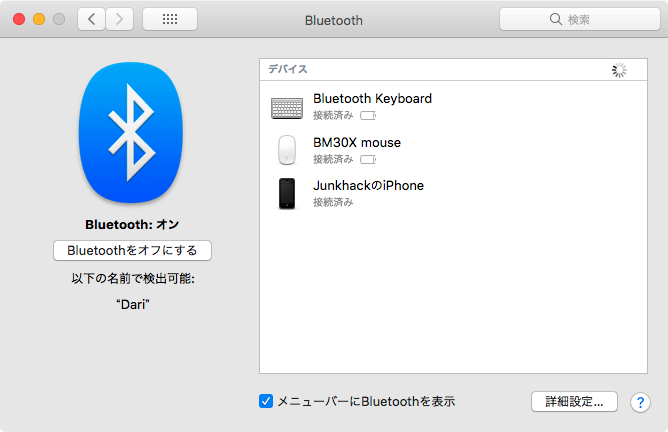 Bluetooth
検索
デバイス
Bluetooth Keyboard
接続済み
BM30X mouse
接続済み
JunkhackのiPhone
接続済み
Bluetooth: オン
Bluetoothをオフにする
以下の名前で検出可能:
“Dari”
メニューバーにBluetoothを表示
詳細設定...
?